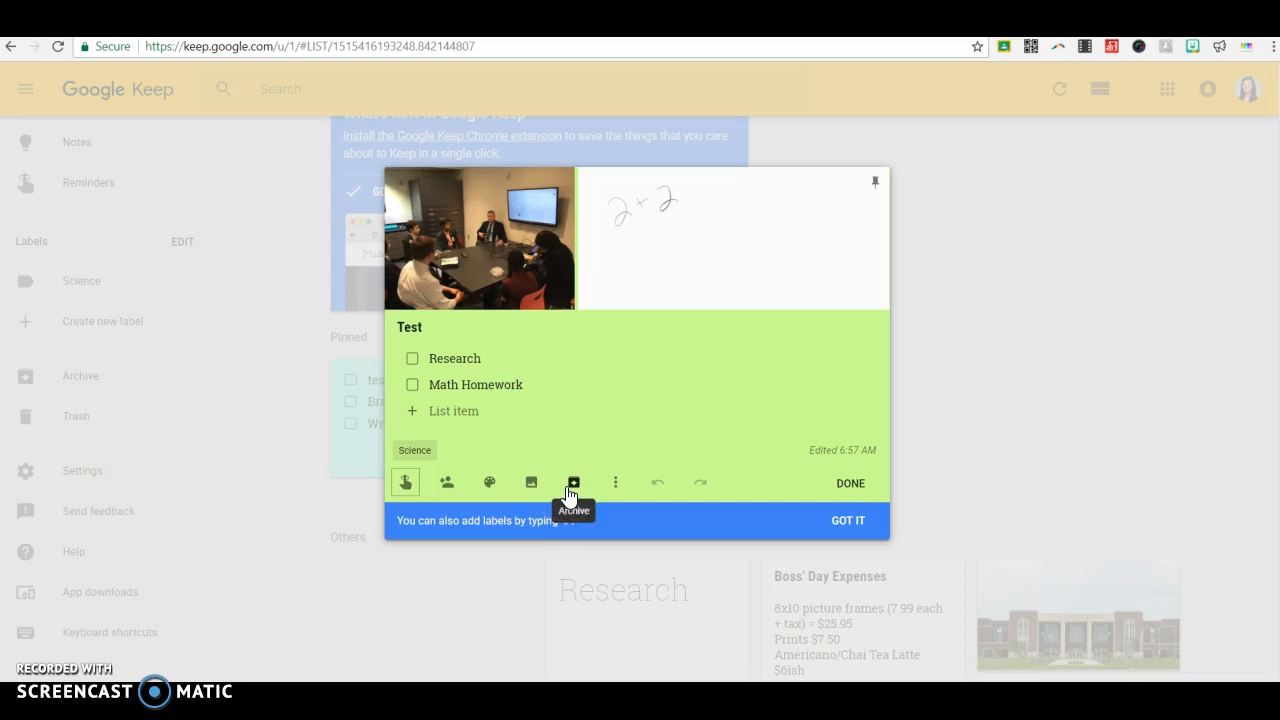 Secure https://keep.google.com/u/1/#LIST/1515416193248.842144807
Google Keep Search
Install the Google Keep Chrome extension to save the things that you care
about to Keep in a single click.
Notes
Reminders
Labels EDIT
Science
Create new label
Archive
Trash
Settings
Send feedback
Help
App downloads
Keyboard shortcuts
Pinned
2 x 2
Test
Research
Math Homework
+ List item
Science
Edited 6:57 AM
DONE
Archive
You can also add labels by typing
GOT IT
Others
Research
Boss' Day Expenses
8x10 picture frames (7.99 each
+ tax) = $25.95
Prints $7.50
Americano/Chai Tea Latte
$6ish
RECORDED WITH
SCREENCAST MATIC